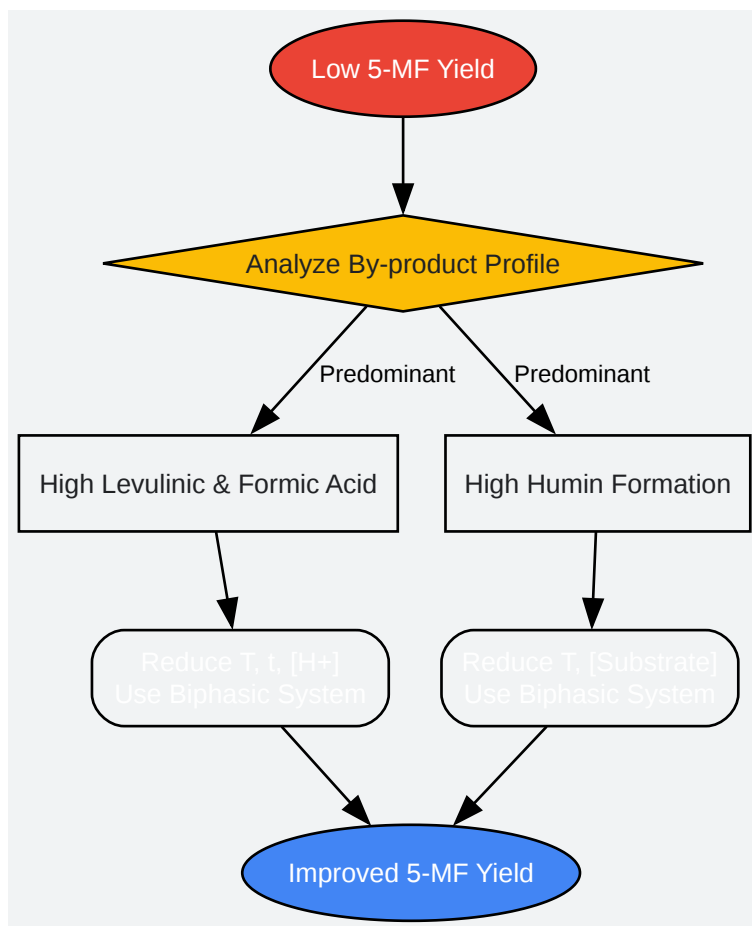 Low 5-MF Yield
Analyze By-product Profile
Predominant
Predominant
High Levulinic & Formic Acid
High Humin Formation
Reduce T, t, [H+]
Use Biphasic System
Reduce T, [Substrate]
Use Biphasic System
Improved 5-MF Yield